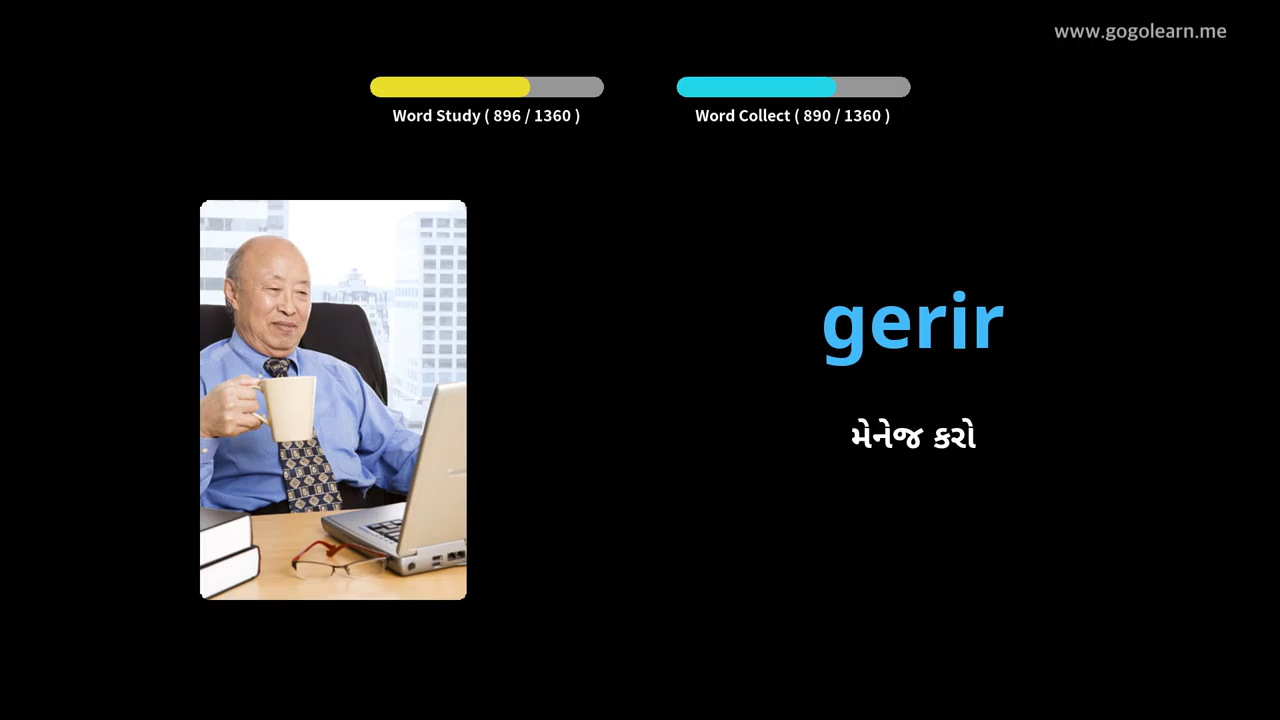 www.gogolearn.me
Word Study ( 896 / 1360 )
Word Collect ( 890 / 1360 )
gerir
મેનેજ કરો